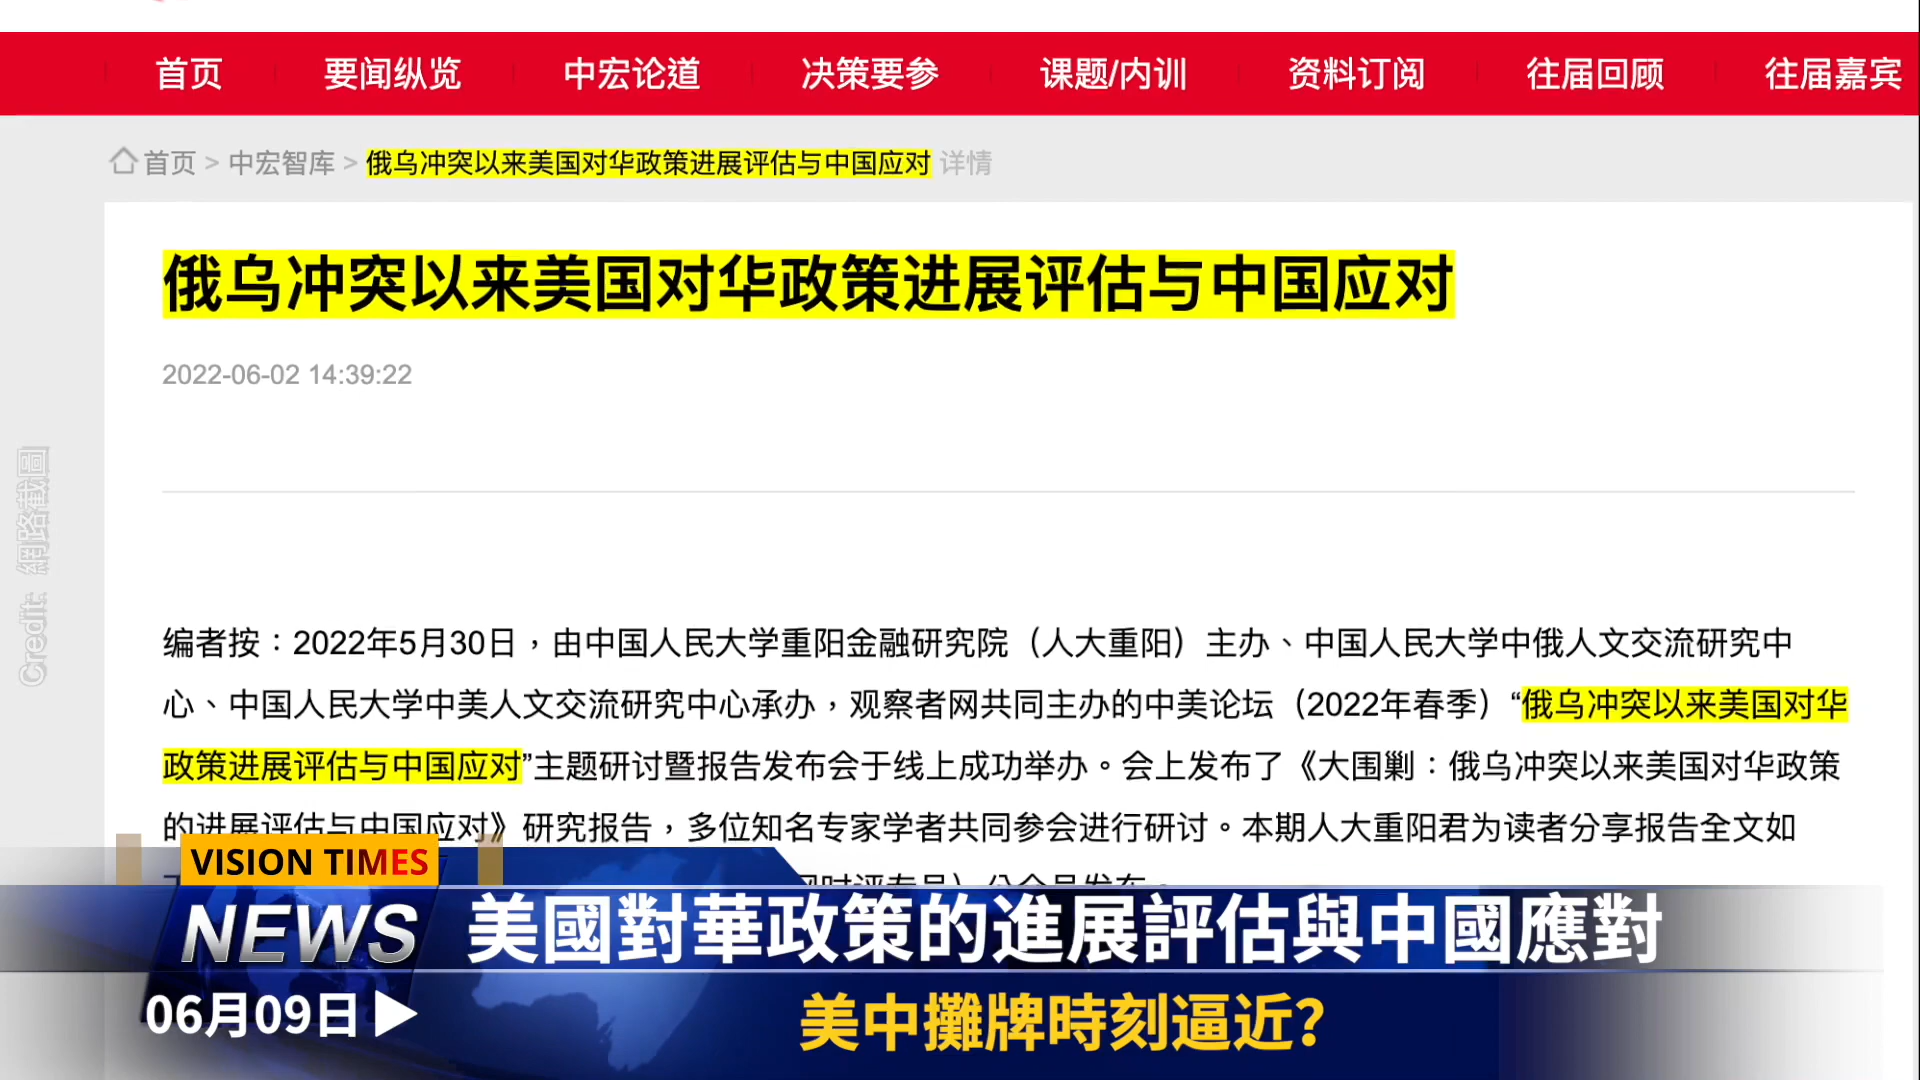 首页 要闻纵览 中宏论道 决策要参 课题/内训 资料订阅 往届回顾 往届嘉宾
首页 > 中宏智库 > 俄乌冲突以来美国对华政策进展评估与中国应对 详情
俄乌冲突以来美国对华政策进展评估与中国应对
2022-06-02 14:39:22
Credit: 網路截圖
编者按：2022年5月30日，由中国人民大学重阳金融研究院（人大重阳）主办、中国人民大学中俄人文交流研究中
心、中国人民大学中美人文交流研究中心承办，观察者网共同主办的中美论坛（2022年春季）“俄乌冲突以来美国对华
政策进展评估与中国应对”主题研讨暨报告发布会于线上成功举办。会上发布了《大围剿：俄乌冲突以来美国对华政策
的进展评估与中国应对》研究报告，多位知名专家学者共同参会进行研讨。本期人大重阳君为读者分享报告全文如
VISION TIMES
NEWS 美國對華政策的進展評估與中國應對
06月09日
美中攤牌時刻逼近?